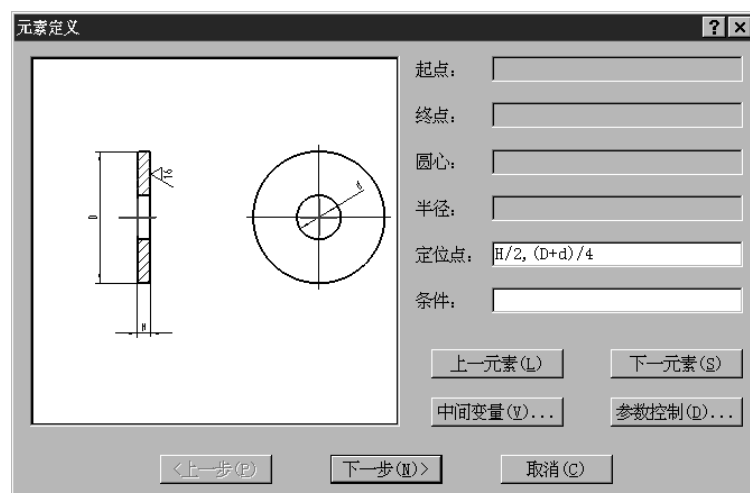 元素定义
起点：
终点：
圆心：
半径：
定位点： H/2,(D+d)/4
条件：
D
16
d
H
上一元素(L) 下一元素(S)
中间变量(V)... 参数控制(D)...
<上一步(P) 下一步(N)> 取消(C)